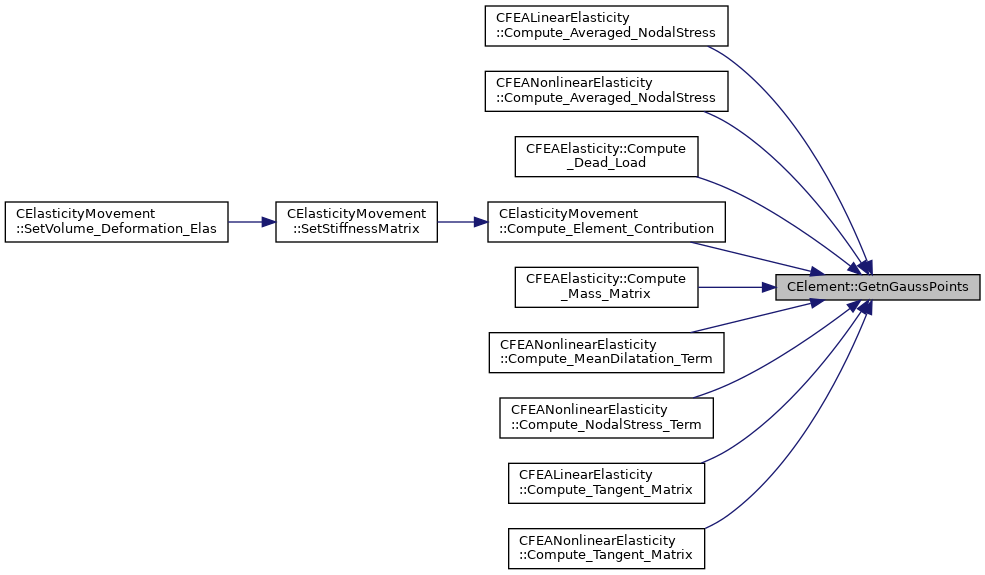 CFEALinearElasticity
::Compute_Averaged_NodalStress
CFEANonlinearElasticity
::Compute_Averaged_NodalStress
CFEAElasticity::Compute
_Dead_Load
CElasticityMovement
::SetVolume_Deformation_Elas
CElasticityMovement
::SetStiffnessMatrix
CElasticityMovement
::Compute_Element_Contribution
CFEAElasticity::Compute
_Mass_Matrix
CElement::GetnGaussPoints
CFEANonlinearElasticity
::Compute_MeanDilatation_Term
CFEANonlinearElasticity
::Compute_NodalStress_Term
CFEALinearElasticity
::Compute_Tangent_Matrix
CFEANonlinearElasticity
::Compute_Tangent_Matrix